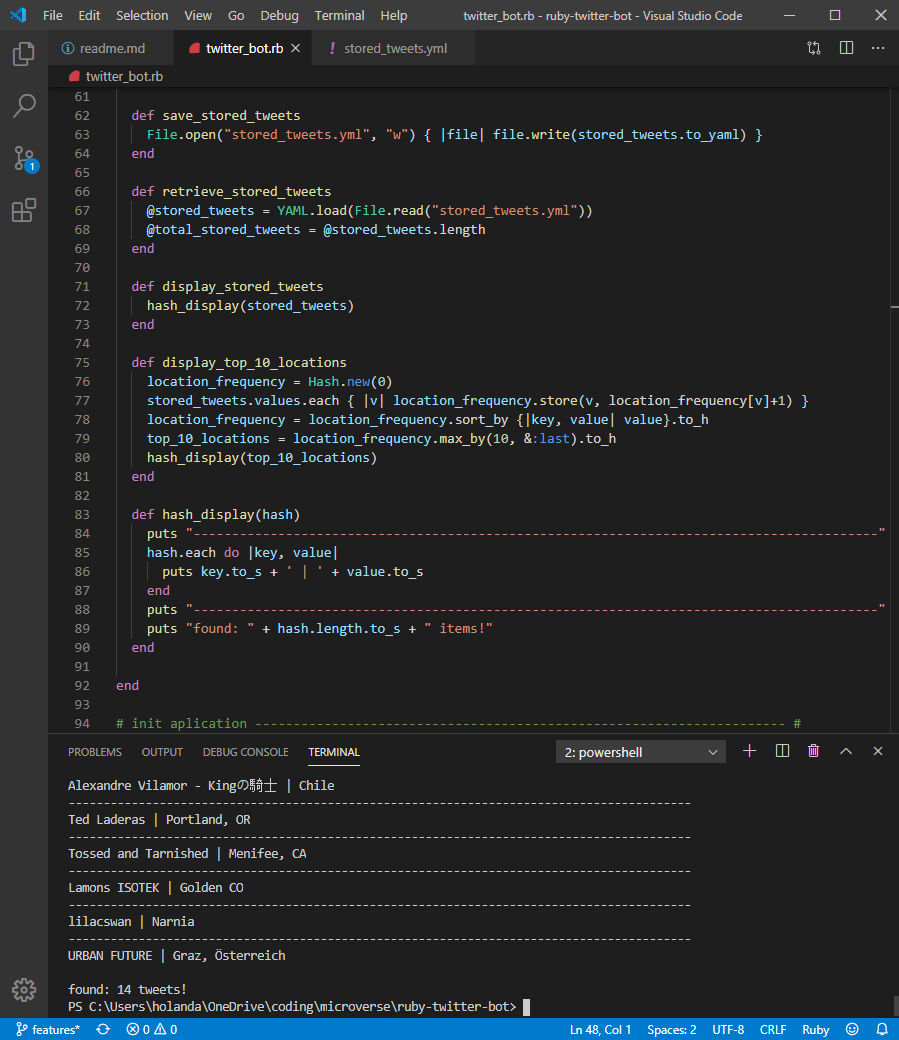 File Edit Selection View Go Debug Terminal Help twitter_bot.rb - ruby-twitter-bot - Visual Studio Code
readme.md twitter_bot.rb stored_tweets.yml
twitter_bot.rb
61
62 def save_stored_tweets
63 File.open("stored_tweets.yml", "w") { |file| file.write(stored_tweets.to_yaml) }
64 end
65
66 def retrieve_stored_tweets
67 @stored_tweets = YAML.load(File.read("stored_tweets.yml"))
68 @total_stored_tweets = @stored_tweets.length
69 end
70
71 def display_stored_tweets
72 hash_display(stored_tweets)
73 end
74
75 def display_top_10_locations
76 location_frequency = Hash.new(0)
77 stored_tweets.values.each { |v| location_frequency.store(v, location_frequency[v]+1) }
78 location_frequency = location_frequency.sort_by {|key, value| value}.to_h
79 top_10_locations = location_frequency.max_by(10, &:last).to_h
80 hash_display(top_10_locations)
81 end
82
83 def hash_display(hash)
84 puts "-----------------------------------------------------------------------------------------"
85 hash.each do |key, value|
86 puts key.to_s + ' | ' + value.to_s
87 end
88 puts "-----------------------------------------------------------------------------------------"
89 puts "found: " + hash.length.to_s + " items!"
90 end
91
92 end
93
94 # init aplication --------------------------------------------------------------------- #
PROBLEMS OUTPUT DEBUG CONSOLE TERMINAL 2: powershell
Alexandre Vilamor - Kingの騎士 | Chile
-----------------------------------------------------------------------------------------
Ted Laderas | Portland, OR
-----------------------------------------------------------------------------------------
Tossed and Tarnished | Menifee, CA
-----------------------------------------------------------------------------------------
Lamons ISOTEK | Golden CO
-----------------------------------------------------------------------------------------
lilacswan | Narnia
-----------------------------------------------------------------------------------------
URBAN FUTURE | Graz, Österreich
found: 14 tweets!
PS C:\Users\holanda\OneDrive\coding\microverse\ruby-twitter-bot>
features* 0 0 Ln 48, Col 1 Spaces: 2 UTF-8 CRLF Ruby